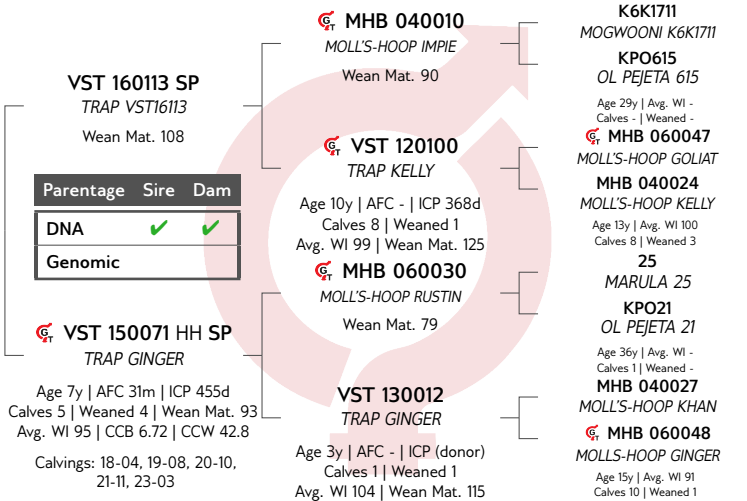 VST 160113 SP
TRAP VST16113
Wean Mat. 108
Parentage Sire Dam
DNA ✔ ✔
Genomic
VST 150071 HH SP
TRAP GINGER
Age 7y | AFC 31m | ICP 455d
Calves 5 | Weaned 4 | Wean Mat. 93
Avg. WI 95 | CCB 6.72 | CCW 42.8
Calvings: 18-04, 19-08, 20-10,
21-11, 23-03
GT MHB 040010
MOLL'S-HOOP IMPIE
Wean Mat. 90
GT VST 120100
TRAP KELLY
Age 10y | AFC - | ICP 368d
Calves 8 | Weaned 1
Avg. WI 99 | Wean Mat. 125
GT MHB 060030
MOLL'S-HOOP RUSTIN
Wean Mat. 79
VST 130012
TRAP GINGER
Age 3y | AFC - | ICP (donor)
Calves 1 | Weaned 1
Avg. WI 104 | Wean Mat. 115
K6K1711
MOGWOONI K6K1711
KPO615
OL PEJETA 615
Age 29y | Avg. WI -
Calves - | Weaned -
GT MHB 060047
MOLL'S-HOOP GOLIAT
MHB 040024
MOLL'S-HOOP KELLY
Age 13y | Avg. WI 100
Calves 8 | Weaned 3
25
MARULA 25
KPO21
OL PEJETA 21
Age 36y | Avg. WI -
Calves 1 | Weaned -
MHB 040027
MOLL'S-HOOP KHAN
GT MHB 060048
MOLLS-HOOP GINGER
Age 15y | Avg. WI 91
Calves 10 | Weaned 1